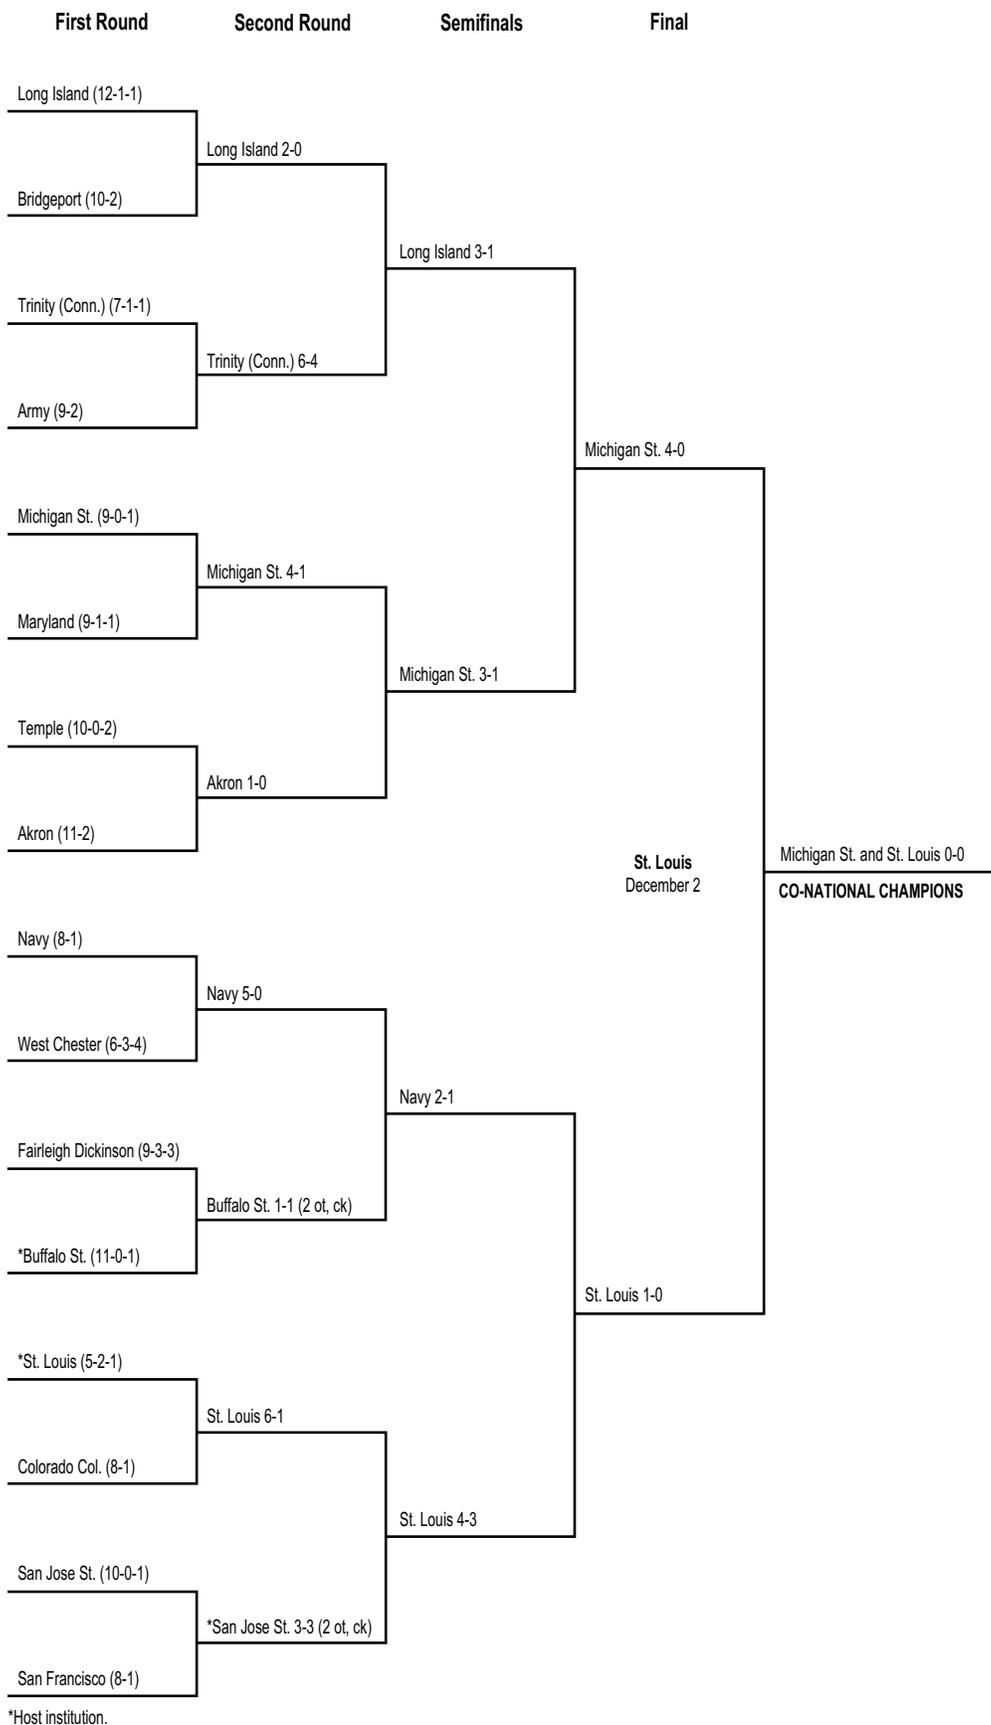 First Round
Second Round
Semifinals
Final
Long Island (12-1-1)
Long Island 2-0
Bridgeport (10-2)
Long Island 3-1
Trinity (Conn.) (7-1-1)
Trinity (Conn.) 6-4
Army (9-2)
Michigan St. 4-0
Michigan St. (9-0-1)
Michigan St. 4-1
Maryland (9-1-1)
Michigan St. 3-1
Temple (10-0-2)
Akron 1-0
Akron (11-2)
St. Louis
December 2
Michigan St. and St. Louis 0-0
CO-NATIONAL CHAMPIONS
Navy (8-1)
Navy 5-0
West Chester (6-3-4)
Navy 2-1
Fairleigh Dickinson (9-3-3)
Buffalo St. 1-1 (2 ot, ck)
*Buffalo St. (11-0-1)
St. Louis 1-0
*St. Louis (5-2-1)
St. Louis 6-1
Colorado Col. (8-1)
St. Louis 4-3
San Jose St. (10-0-1)
*San Jose St. 3-3 (2 ot, ck)
San Francisco (8-1)
*Host institution.